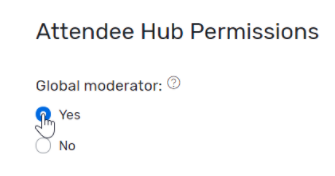 Attendee Hub Permissions
Global moderator: ?
Yes
No